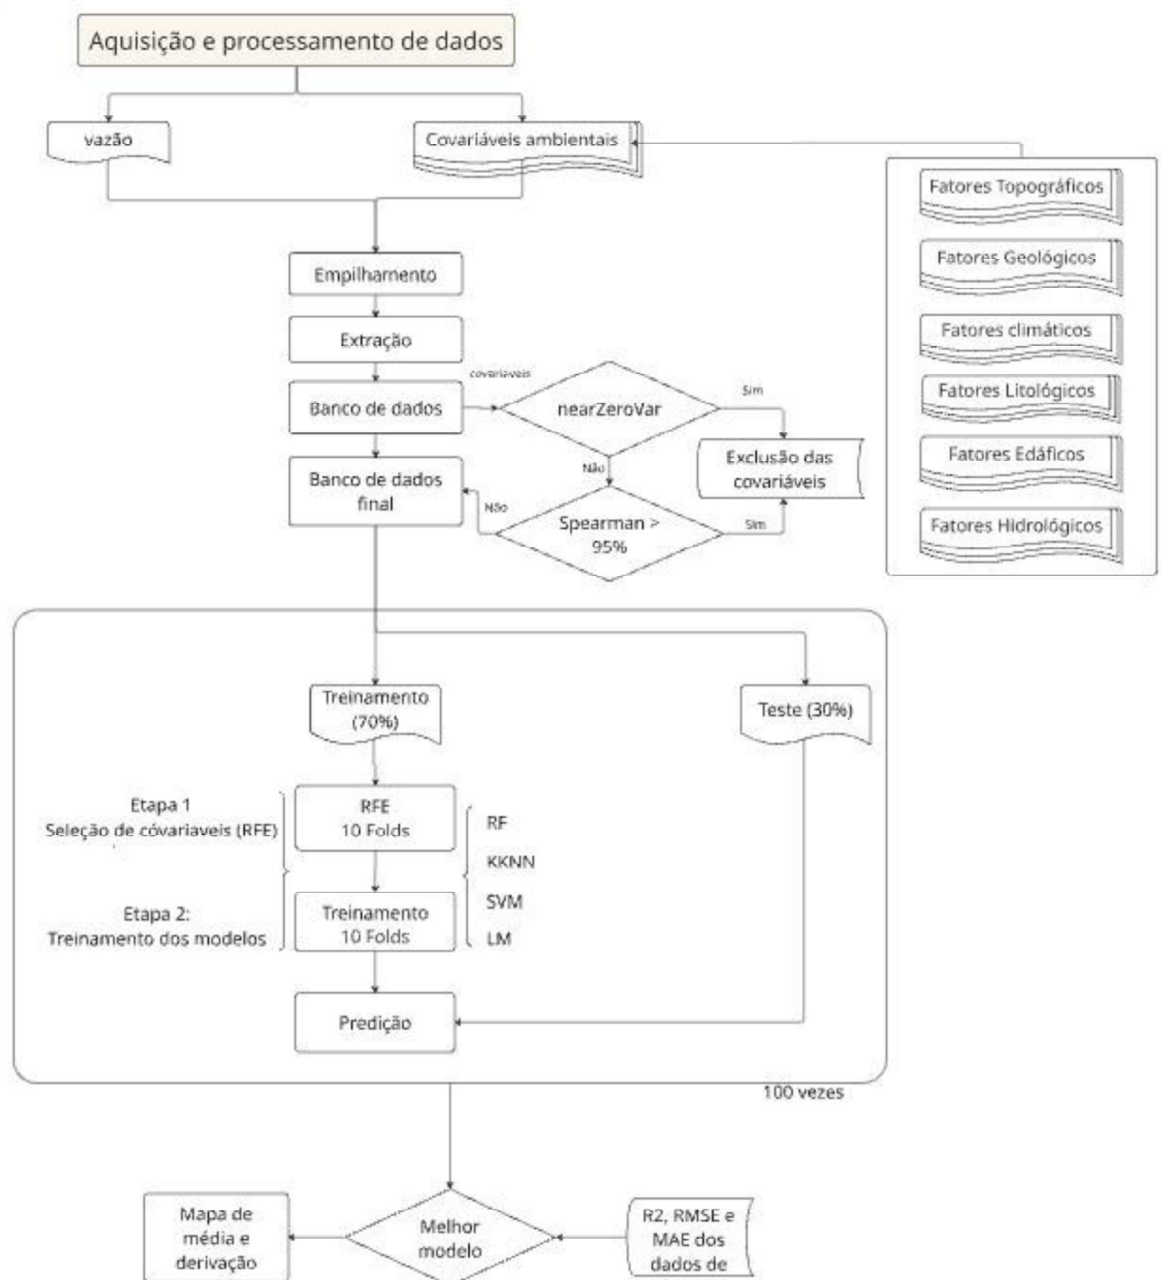 Aquisição e processamento de dados
vazão
Covariáveis ambientais
Fatores Topográficos
Fatores Geológicos
Fatores climáticos
Fatores Litológicos
Fatores Edáficos
Fatores Hidrológicos
Empilhamento
Extração
Banco de dados
covariaveis
nearZeroVar
Sim
Exclusão das
covariáveis
Não
Banco de dados
final
Não
Spearman >
95%
Sim
Treinamento
(70%)
Teste (30%)
Etapa 1
Seleção de cóvariaveis (RFE)
RFE
10 Folds
RF
KKNN
SVM
LM
Etapa 2:
Treinamento dos modelos
Treinamento
10 Folds
Predição
100 vezes
Mapa de
média e
derivação
Melhor
modelo
R2, RMSE e
MAE dos
dados de